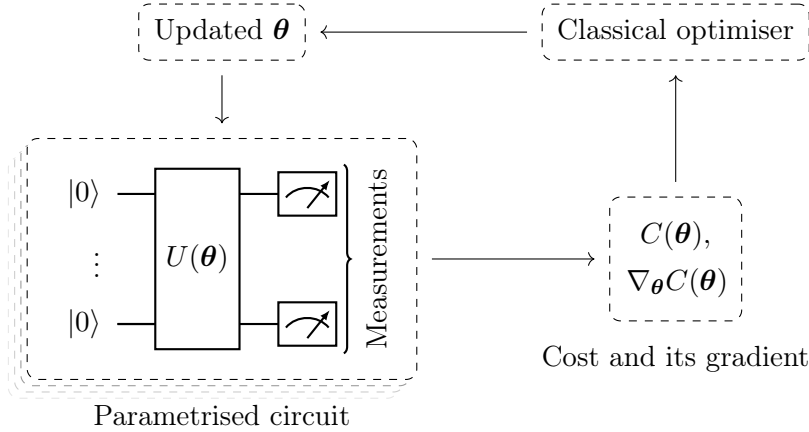 Updated θ
Classical optimiser
|0⟩
⋮
|0⟩
U(θ)
Measurements
C(θ),
∇θC(θ)
Cost and its gradient
Parametrised circuit